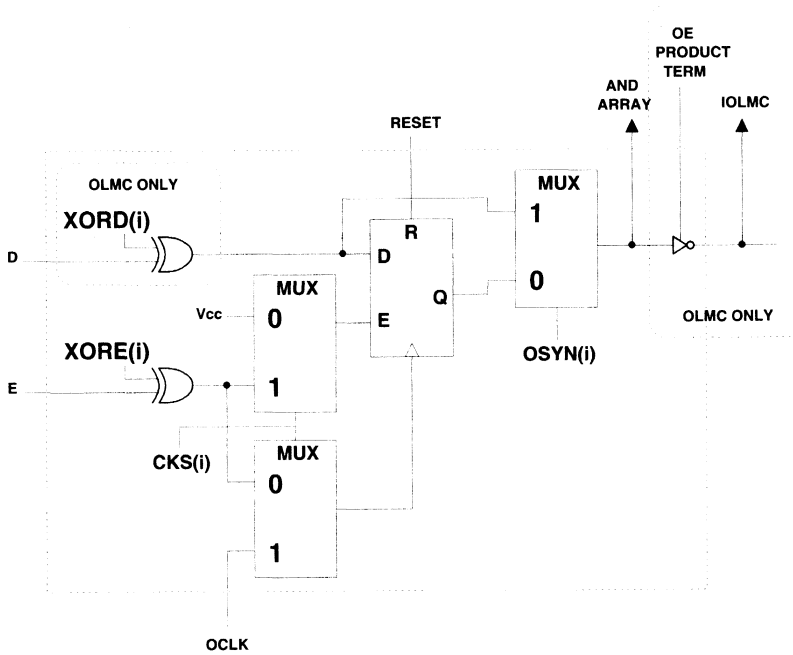 OE
PRODUCT
TERM
AND
ARRAY
IOLMC
RESET
OLMC ONLY
MUX
XORD(i)
1
R
D
D
Q
0
MUX
Vcc
0
E
OLMC ONLY
XORE(i)
OSYN(i)
E
1
CKS(i)
MUX
0
1
OCLK